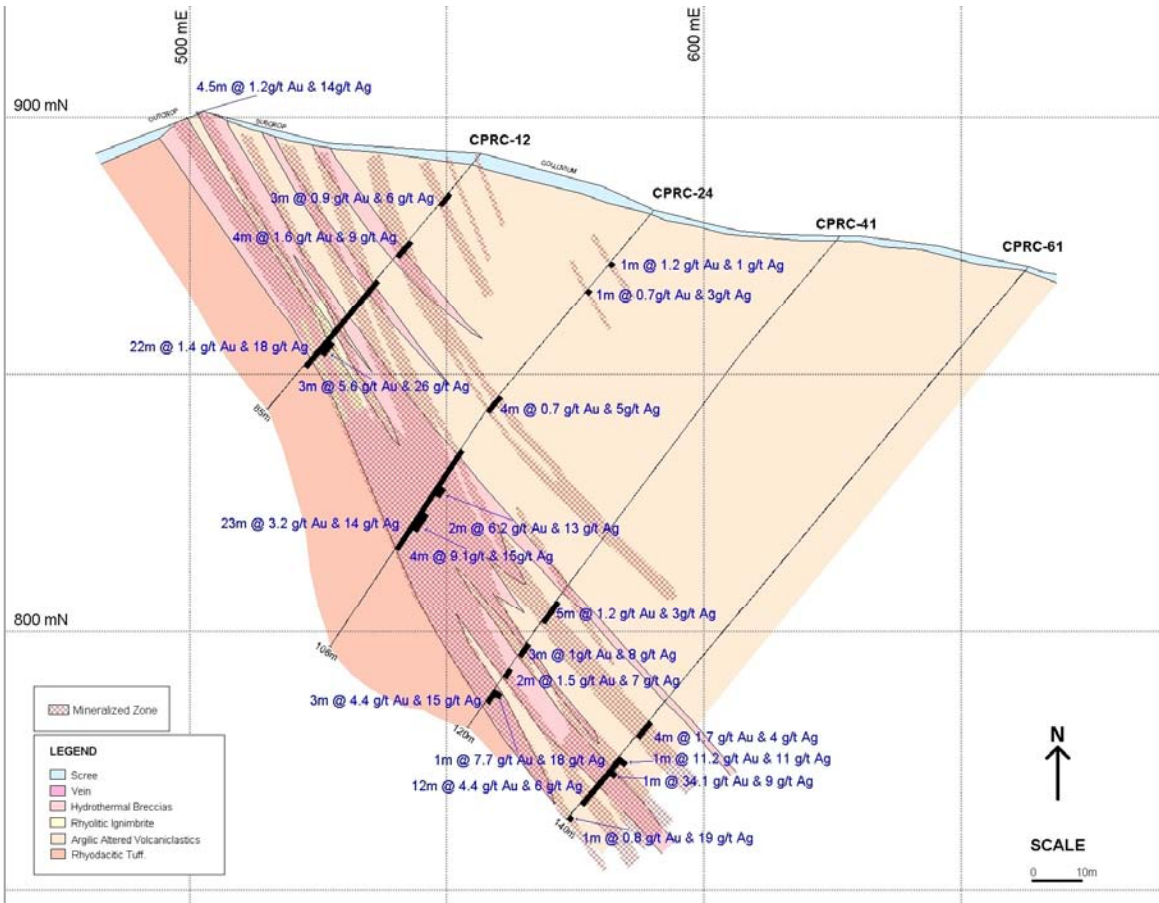 500 mE
600 mE
4.5m @ 1.2g/t Au & 14g/t Ag
900 mN
OUTCROP
SUBCROP
CPRC-12
COLLUVIUM
CPRC-24
CPRC-41
CPRC-61
3m @ 0.9 g/t Au & 6 g/t Ag
4m @ 1.6 g/t Au & 9 g/t Ag
1m @ 1.2 g/t Au & 1 g/t Ag
1m @ 0.7g/t Au & 3g/t Ag
22m @ 1.4 g/t Au & 18 g/t Ag
3m @ 5.6 g/t Au & 26 g/t Ag
85m
4m @ 0.7 g/t Au & 5g/t Ag
23m @ 3.2 g/t Au & 14 g/t Ag
2m @ 6.2 g/t Au & 13 g/t Ag
4m @ 9.1g/t & 15g/t Ag
800 mN
108m
5m @ 1.2 g/t Au & 3g/t Ag
3m @ 1g/t Au & 8 g/t Ag
2m @ 1.5 g/t Au & 7 g/t Ag
3m @ 4.4 g/t Au & 15 g/t Ag
120m
4m @ 1.7 g/t Au & 4 g/t Ag
1m @ 7.7 g/t Au & 18 g/t Ag
1m @ 11.2 g/t Au & 11 g/t Ag
12m @ 4.4 g/t Au & 6 g/t Ag
1m @ 34.1 g/t Au & 9 g/t Ag
140m
1m @ 0.8 g/t Au & 19 g/t Ag
Mineralized Zone
LEGEND
Scree
Vein
Hydrothermal Breccias
Rhyolitic Ignimbrite
Argilic Altered Volcaniclastics
Rhyodacitic Tuff.
N
SCALE
0 10m